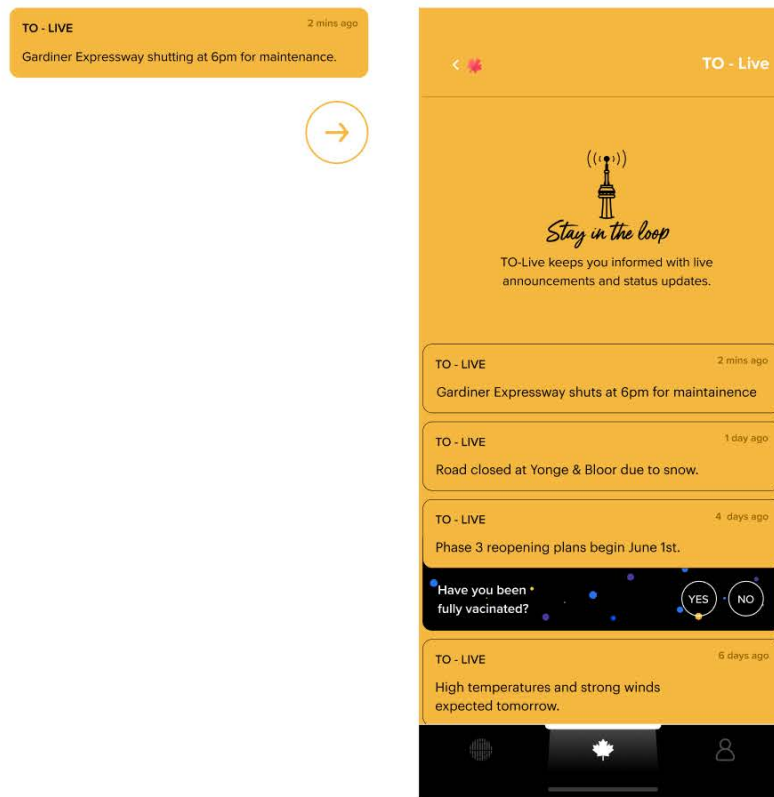 TO - LIVE
2 mins ago
Gardiner Expressway shutting at 6pm for maintenance.
TO - Live
Stay in the loop
TO-Live keeps you informed with live
announcements and status updates.
TO - LIVE
2 mins ago
Gardiner Expressway shuts at 6pm for maintainence
TO - LIVE
1 day ago
Road closed at Yonge & Bloor due to snow.
TO - LIVE
4 days ago
Phase 3 reopening plans begin June 1st.
Have you been
fully vacinated?
YES
NO
TO - LIVE
6 days ago
High temperatures and strong winds
expected tomorrow.